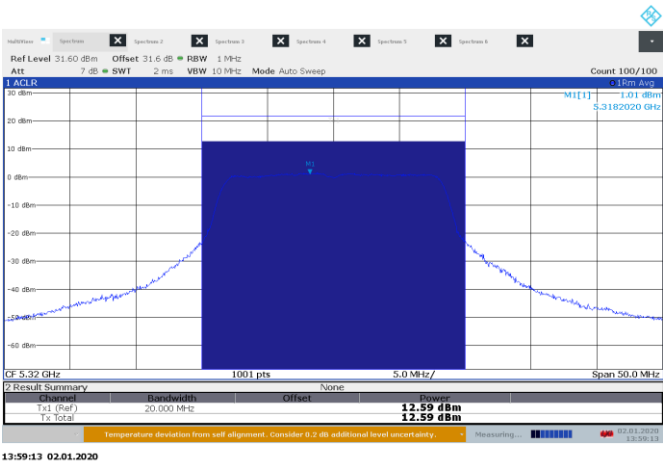 MultiView Spectrum X Spectrum 2 X Spectrum 3 X Spectrum 4 X Spectrum 5 X Spectrum 6 X
Ref Level 31.60 dBm Offset 31.6 dB RBW 1 MHz
Att 7 dB SWT 2 ms VBW 10 MHz Mode Auto Sweep Count 100/100
1 ACLR 1Rm Avg
30 dBm M1[1] 1.01 dBm
5.3182020 GHz
20 dBm
10 dBm
M1
0 dBm
-10 dBm
-20 dBm
-30 dBm
-40 dBm
-50 dBm
-60 dBm
CF 5.32 GHz 1001 pts 5.0 MHz/ Span 50.0 MHz
2 Result Summary None
Channel Bandwidth Offset Power
Tx1 (Ref) 20.000 MHz 12.59 dBm
Tx Total 12.59 dBm
Temperature deviation from self alignment. Consider 0.2 dB additional level uncertainty. Measuring... 02.01.2020
13:59:13
13:59:13 02.01.2020